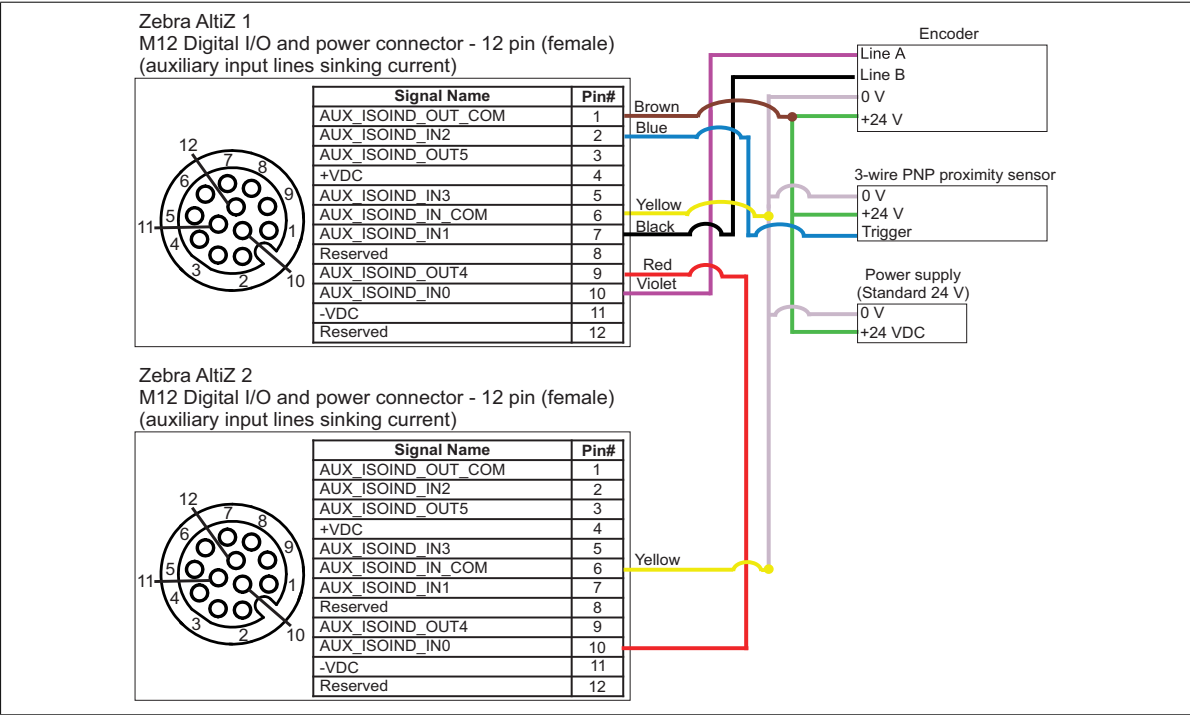 Zebra AltiZ 1
M12 Digital I/O and power connector - 12 pin (female)
(auxiliary input lines sinking current)
Signal Name Pin#
AUX_ISOIND_OUT_COM 1
AUX_ISOIND_IN2 2
AUX_ISOIND_OUT5 3
+VDC 4
AUX_ISOIND_IN3 5
AUX_ISOIND_IN_COM 6
AUX_ISOIND_IN1 7
Reserved 8
AUX_ISOIND_OUT4 9
AUX_ISOIND_IN0 10
-VDC 11
Reserved 12
12
7
8
6
9
5
11
1
4
3
2
10
Brown
Blue
Yellow
Black
Red
Violet
Encoder
Line A
Line B
0 V
+24 V
3-wire PNP proximity sensor
0 V
+24 V
Trigger
Power supply
(Standard 24 V)
0 V
+24 VDC
Zebra AltiZ 2
M12 Digital I/O and power connector - 12 pin (female)
(auxiliary input lines sinking current)
Signal Name Pin#
AUX_ISOIND_OUT_COM 1
AUX_ISOIND_IN2 2
AUX_ISOIND_OUT5 3
+VDC 4
AUX_ISOIND_IN3 5
AUX_ISOIND_IN_COM 6
AUX_ISOIND_IN1 7
Reserved 8
AUX_ISOIND_OUT4 9
AUX_ISOIND_IN0 10
-VDC 11
Reserved 12
12
7
8
6
9
5
11
1
4
3
2
10
Yellow